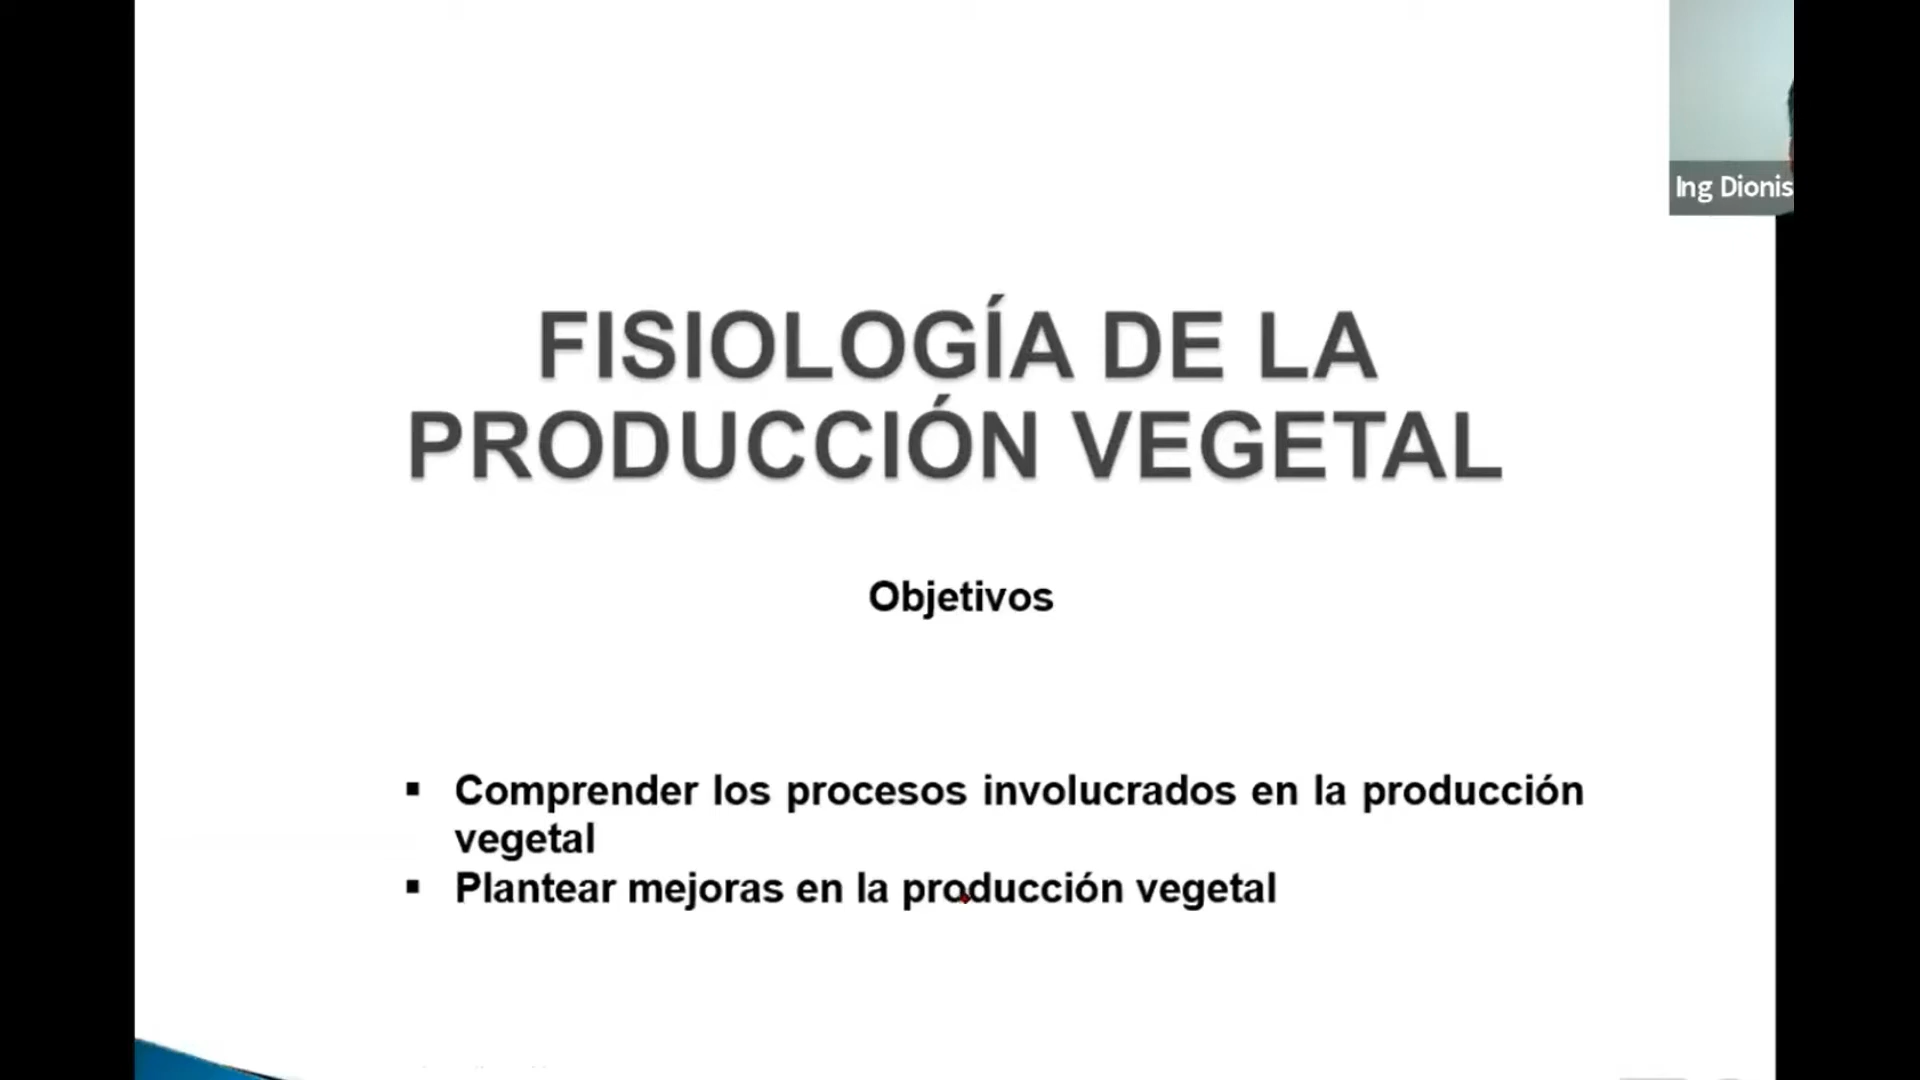 Ing Dionis
FISIOLOGÍA DE LA
PRODUCCIÓN VEGETAL
Objetivos
▪ Comprender los procesos involucrados en la producción
vegetal
▪ Plantear mejoras en la producción vegetal